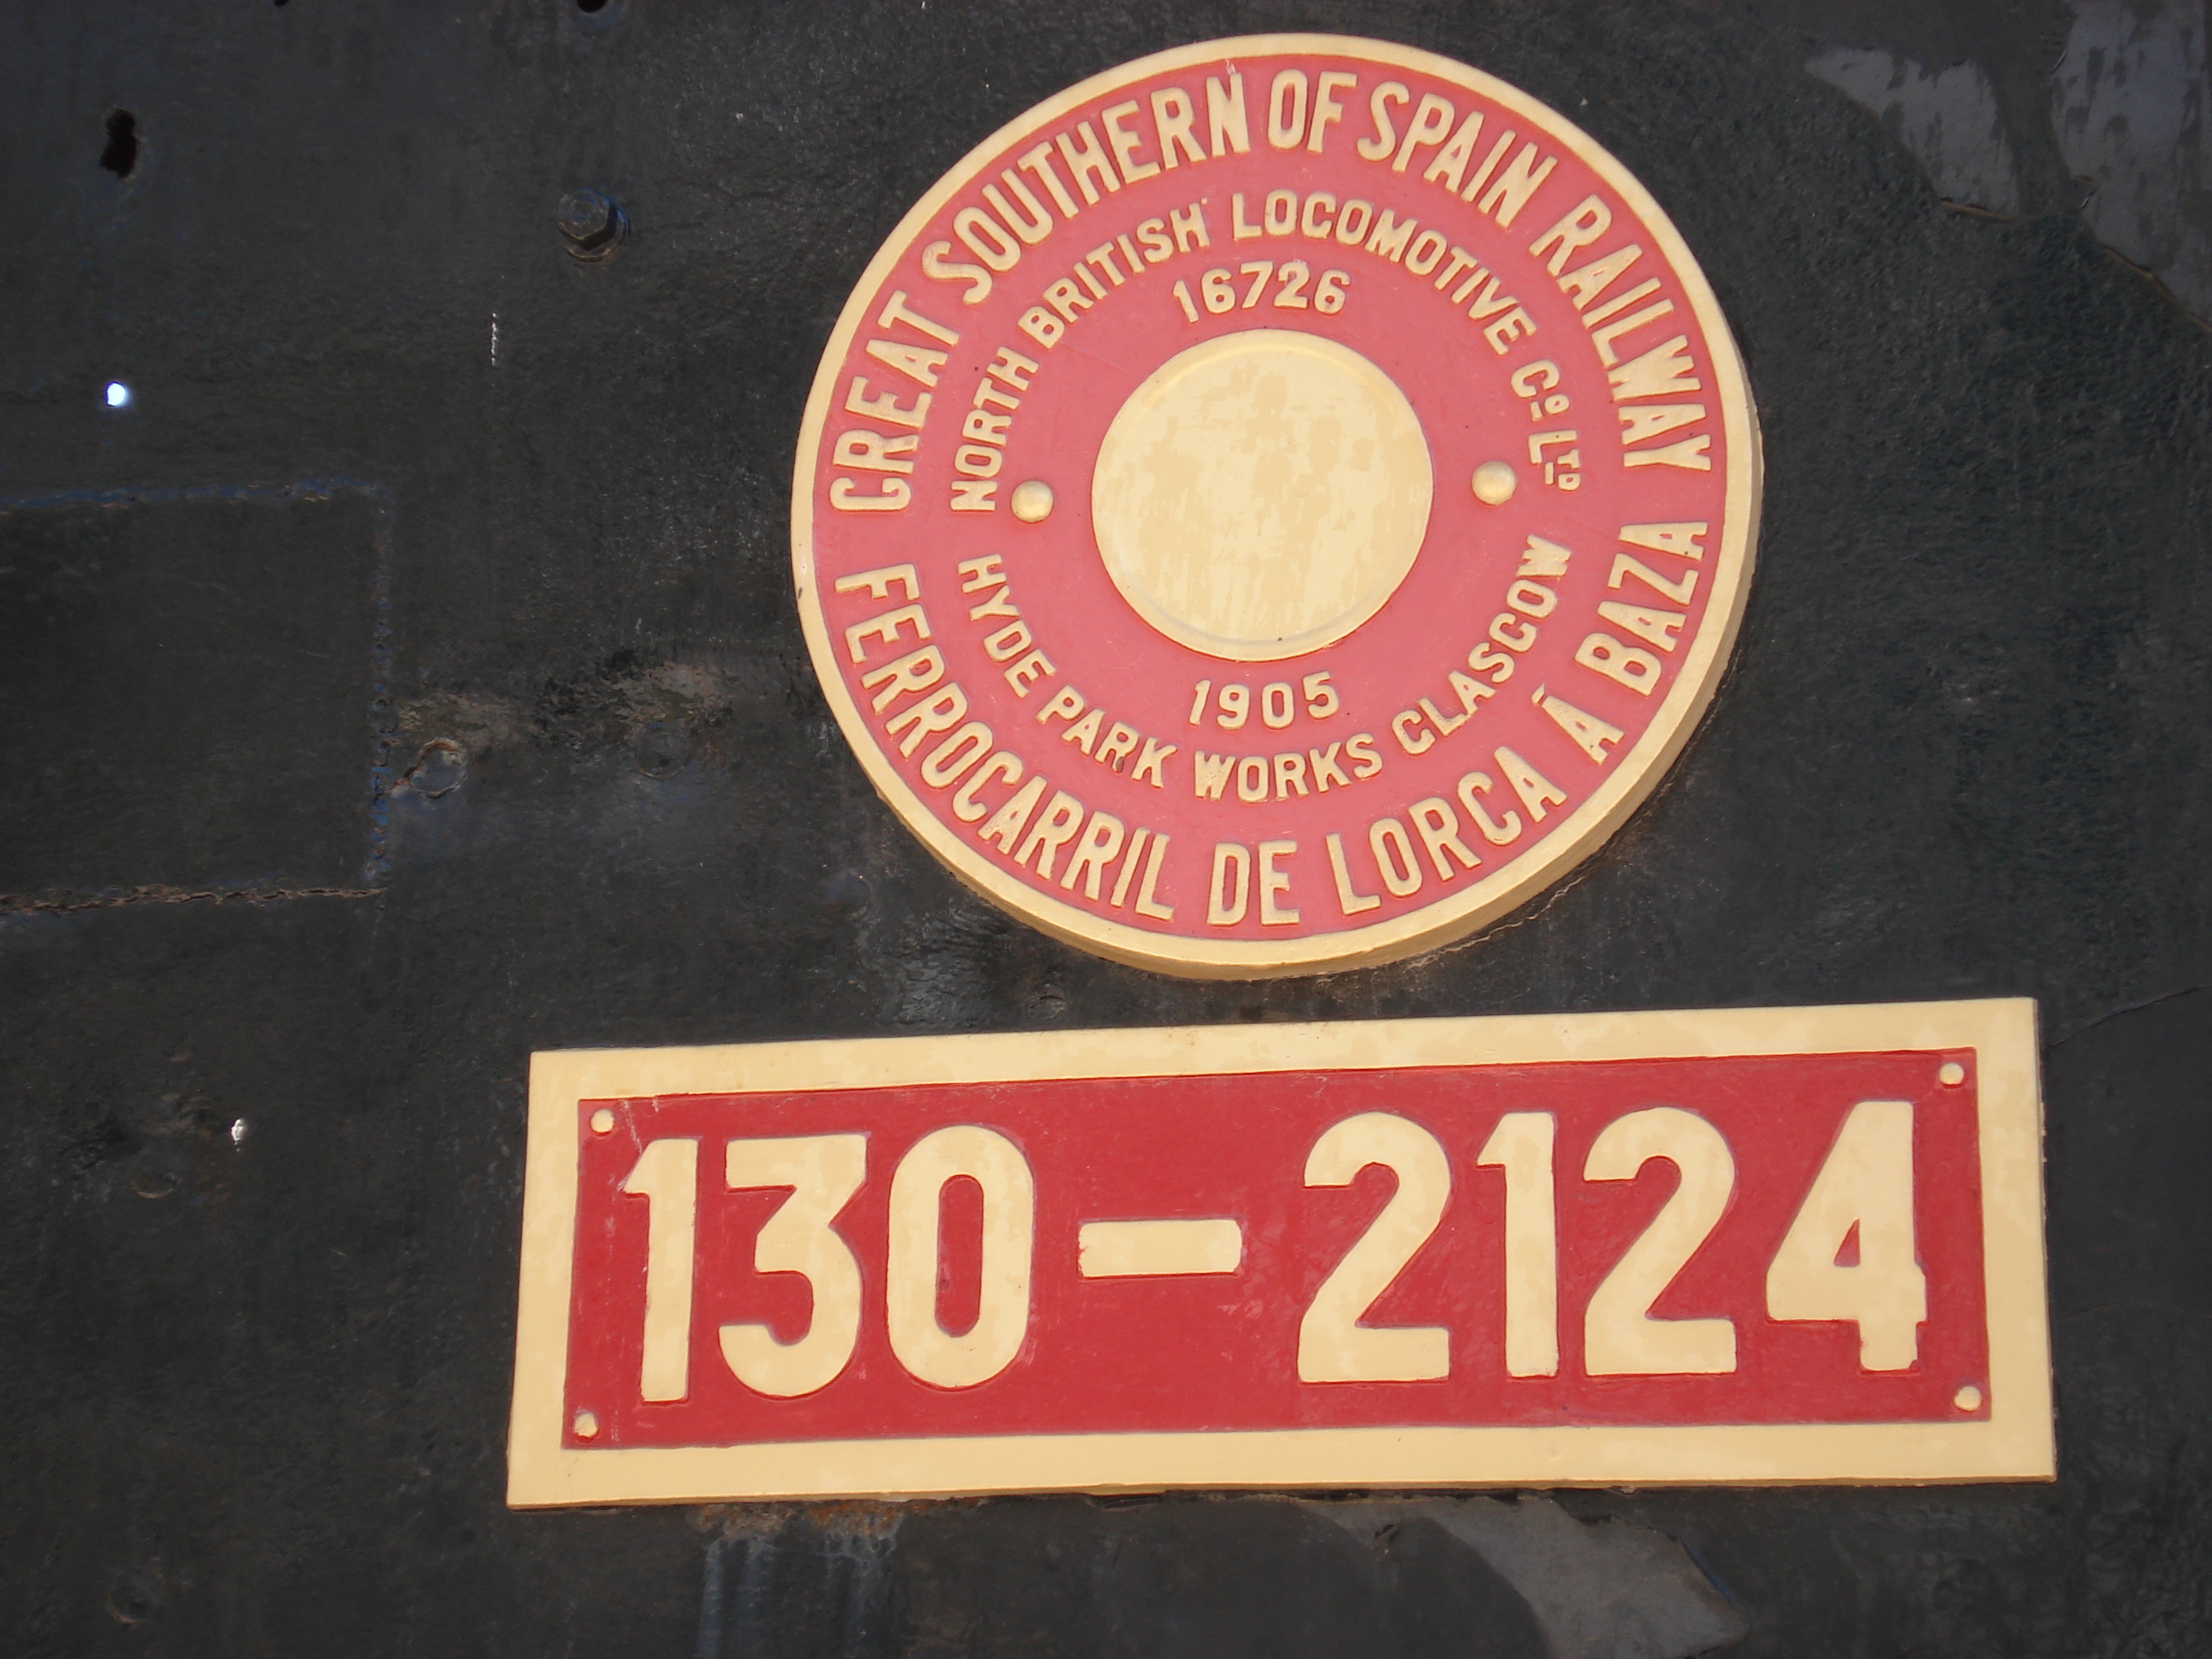 GREAT SOUTHERN OF SPAIN RAILWAY
NORTH BRITISH LOCOMOTIVE Co LTD
16726
1905
HYDE PARK WORKS GLASGOW
FERROCARRIL DE LORCA Á BAZA
130-2124